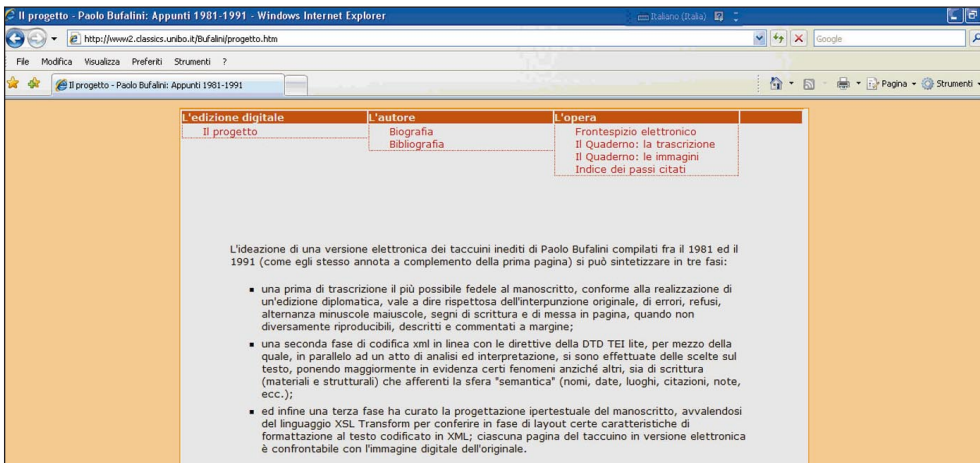 Il progetto - Paolo Bufalini: Appunti 1981-1991 - Windows Internet Explorer
Italiano (Italia)
http://www2.classics.unibo.it/Bufalini/progetto.htm
Google
File Modifica Visualizza Preferiti Strumenti ?
Il progetto - Paolo Bufalini: Appunti 1981-1991
Pagina Strumenti
L'edizione digitale L'autore L'opera
Il progetto Biografia Frontespizio elettronico
Bibliografia Il Quaderno: la trascrizione
Il Quaderno: le immagini
Indice dei passi citati
L'ideazione di una versione elettronica dei taccuini inediti di Paolo Bufalini compilati fra il 1981 ed il
1991 (come egli stesso annota a complemento della prima pagina) si può sintetizzare in tre fasi:
▪ una prima di trascrizione il più possibile fedele al manoscritto, conforme alla realizzazione di
un'edizione diplomatica, vale a dire rispettosa dell'interpunzione originale, di errori, refusi,
alternanza minuscole maiuscole, segni di scrittura e di messa in pagina, quando non
diversamente riproducibili, descritti e commentati a margine;
▪ una seconda fase di codifica xml in linea con le direttive della DTD TEI lite, per mezzo della
quale, in parallelo ad un atto di analisi ed interpretazione, si sono effettuate delle scelte sul
testo, ponendo maggiormente in evidenza certi fenomeni anziché altri, sia di scrittura
(materiali e strutturali) che afferenti la sfera "semantica" (nomi, date, luoghi, citazioni, note,
ecc.);
▪ ed infine una terza fase ha curato la progettazione ipertestuale del manoscritto, avvalendosi
del linguaggio XSL Transform per conferire in fase di layout certe caratteristiche di
formattazione al testo codificato in XML; ciascuna pagina del taccuino in versione elettronica
è confrontabile con l'immagine digitale dell'originale.